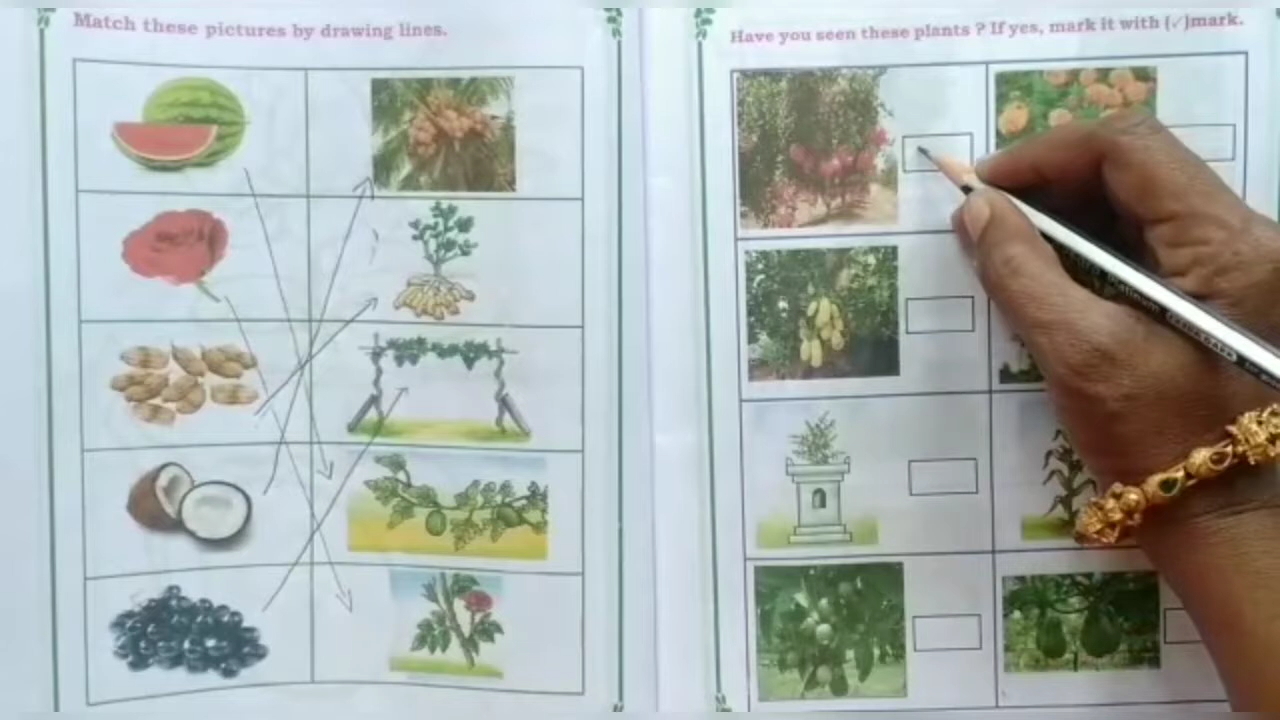 Match these pictures by drawing lines.
Have you seen these plants ? If yes, mark it with (✓)mark.